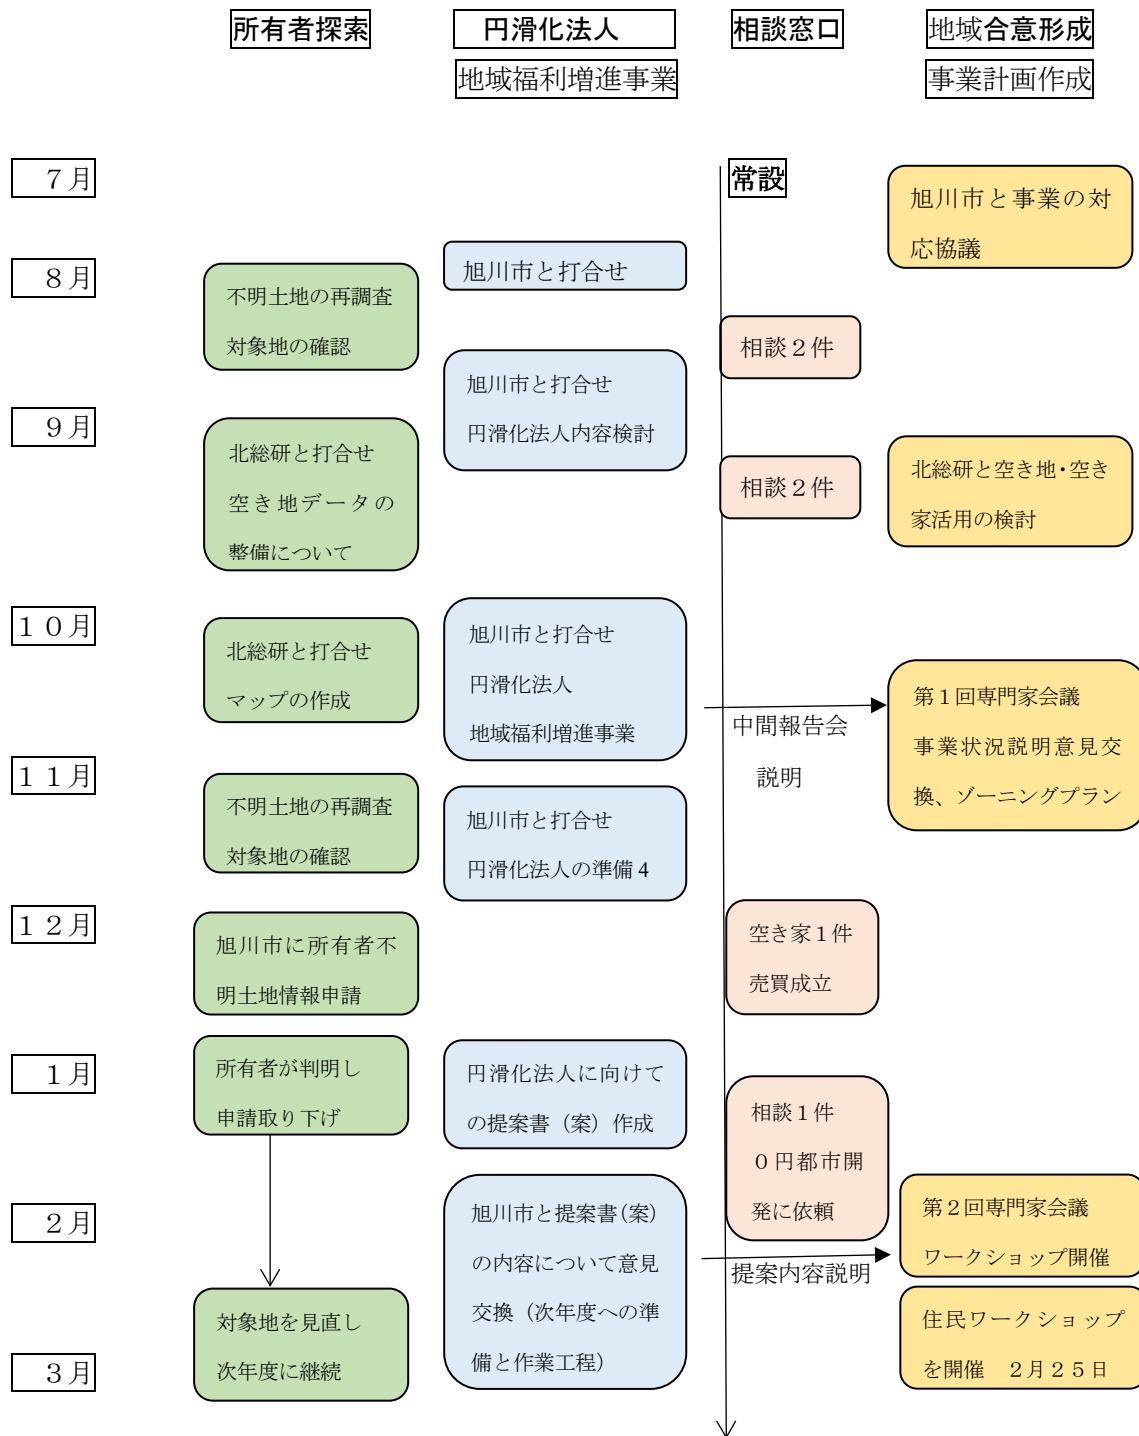 所有者探索
円滑化法人
相談窓口
地域合意形成
地域福利増進事業
事業計画作成
7月
常設
旭川市と事業の対
応協議
8月
不明土地の再調査
対象地の確認
旭川市と打合せ
相談2件
9月
北総研と打合せ
空き地データの
整備について
旭川市と打合せ
円滑化法人内容検討
相談2件
北総研と空き地・空き
家活用の検討
10月
北総研と打合せ
マップの作成
旭川市と打合せ
円滑化法人
地域福利増進事業
中間報告会
説明
第1回専門家会議
事業状況説明意見交
換、ゾーニングプラン
11月
不明土地の再調査
対象地の確認
旭川市と打合せ
円滑化法人の準備4
12月
旭川市に所有者不
明土地情報申請
空き家1件
売買成立
1月
所有者が判明し
申請取り下げ
円滑化法人に向けて
の提案書(案)作成
相談1件
0円都市開
発に依頼
2月
旭川市と提案書(案)
の内容について意見
交換(次年度への準
備と作業工程)
提案内容説明
第2回専門家会議
ワークショップ開催
3月
対象地を見直し
次年度に継続
住民ワークショップ
を開催 2月25日